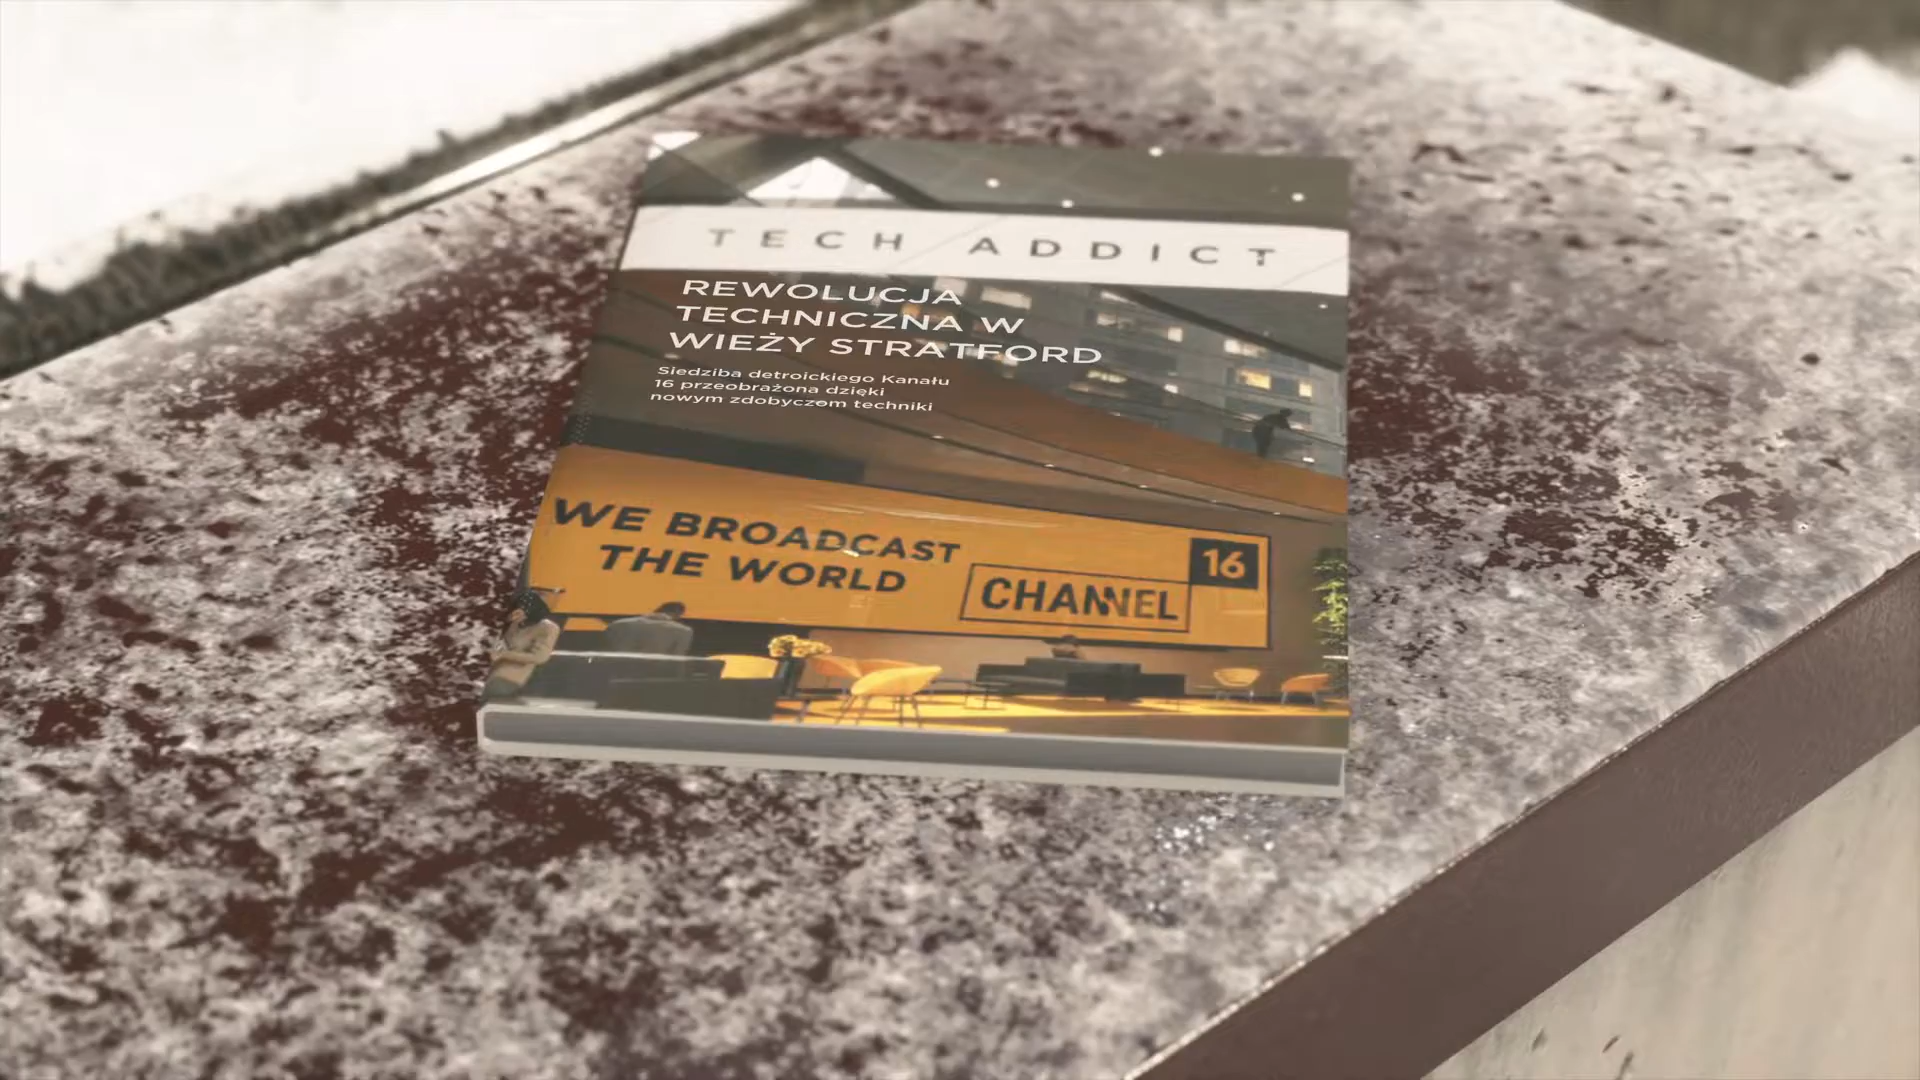 TECH ADDICT
REWOLUCJA
TECHNICZNA W
WIEŻY STRATFORD
Siedziba detroickiego Kanału
16 przeobrażona dzięki
nowym zdobyczom techniki
WE BROADCAST
THE WORLD
CHANNEL
16